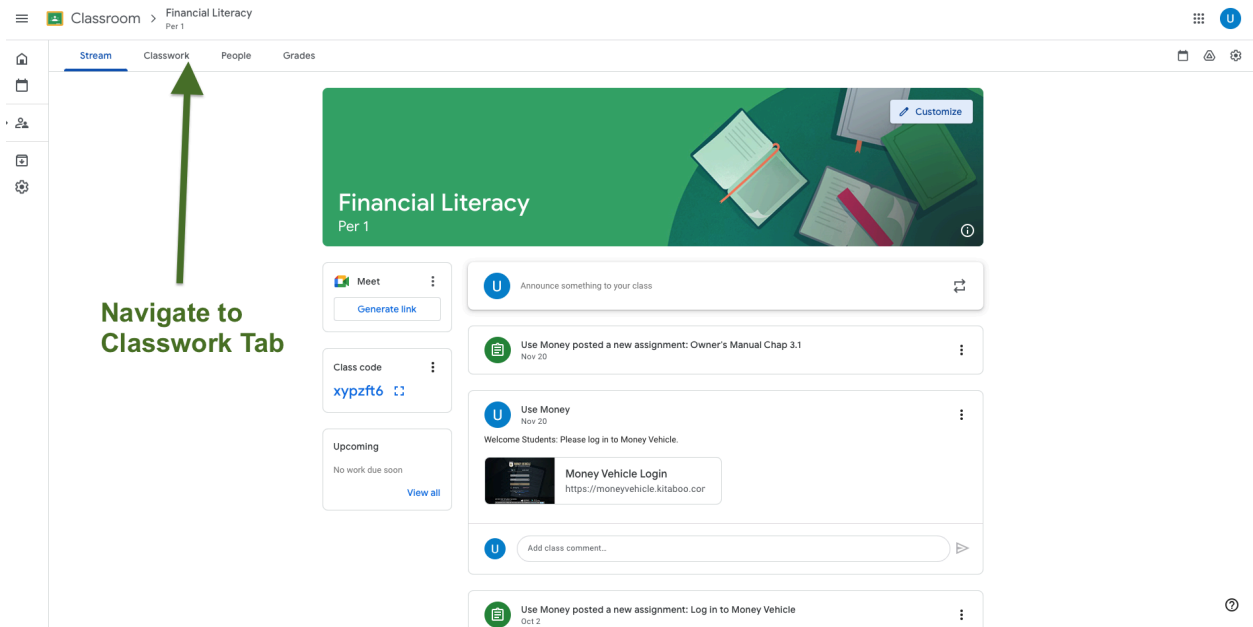 Classroom > Financial Literacy
Per 1
U
Stream Classwork People Grades
Customize
Financial Literacy
Per 1
Navigate to
Classwork Tab
Meet
Generate link
Class code
xypzft6
Upcoming
No work due soon
View all
U Announce something to your class
Use Money posted a new assignment: Owner's Manual Chap 3.1
Nov 20
U
Use Money
Nov 20
Welcome Students: Please log in to Money Vehicle.
Money Vehicle Login
https://moneyvehicle.kitaboo.cor
U Add class comment...
Use Money posted a new assignment: Log in to Money Vehicle
Oct 2